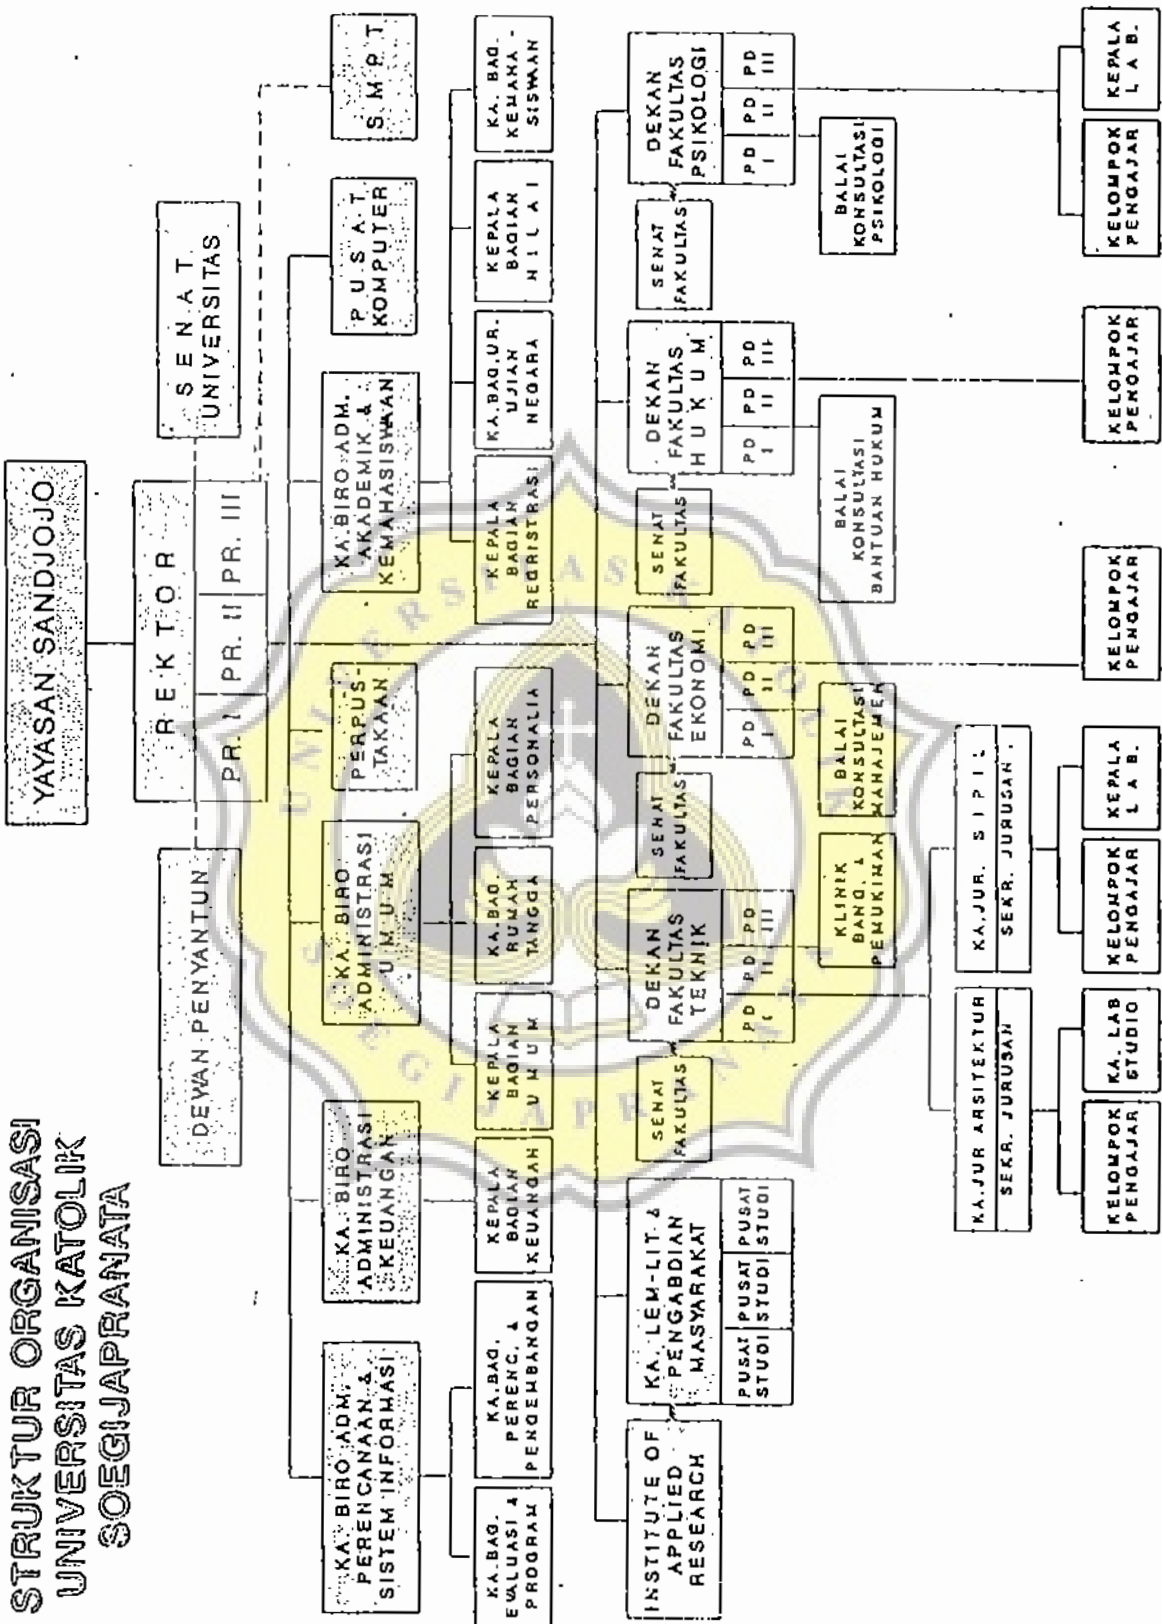 STRUKTUR ORGANISASI
UNIVERSITAS KATOLIK
SOEGIJAPRANATA
YAYASAN SANDJOJO
REKTOR
PR. I PR. II PR. III
DEWAN PENYANTUN
SENAT
UNIVERSITAS
KA. BIRO ADM.
PERENCANAAN &
SISTEM INFORMASI
KA. BIRO
ADMINISTRASI
KEUANGAN
KA. BIRO
ADMINISTRASI
UMUM
PERPUS-
TAKAAN
KA. BIRO ADM.
AKADEMIK &
KEMAHASISWAAN
PUSAT
KOMPUTER
SMPT
KA. BAG.
EVALUASI &
PROGRAM
KA. BAG.
PERENC. &
PENGEMBANGAN
KEPALA
BAGIAN
KEUANGAN
KEPALA
BAGIAN
UMUM
KA. BAG.
RUMAH
TANGGA
KEPALA
BAGIAN
PERSONALIA
KEPALA
BAGIAN
REGRISTRASI
KA. BAG. UR.
UJIAN
NEGARA
KEPALA
BAGIAN
NILAI
KA. BAG.
KEMAHA-
SISWAAN
INSTITUTE OF
APPLIED
RESEARCH
KA. LEM-LIT &
PENGABDIAN
MASYARAKAT
PUSAT PUSAT PUSAT
STUDI STUDI STUDI
SENAT
FAKULTAS
DEKAN
FAKULTAS
TEKNIK
PD PD PD
I II III
SENAT
FAKULTAS
DEKAN
FAKULTAS
EKONOMI
PD PD PD
I II III
SENAT
FAKULTAS
DEKAN
FAKULTAS
HUKUM
PD PD PD
I II III
SENAT
FAKULTAS
DEKAN
FAKULTAS
PSIKOLOGI
PD PD PD
I II III
KLINIK
BANG. &
PEMUKIMAN
BALAI
KONSULTASI
MANAJEMEN
BALAI
KONSULTASI
BANTUAN HUKUM
BALAI
KONSULTASI
PSIKOLOGI
KA. JUR ARSITEKTUR
SEKR. JURUSAN
KA. JUR. SIPIL
SEKR. JURUSAN
KELOMPOK
PENGAJAR
KA. LAB
STUDIO
KELOMPOK
PENGAJAR
KEPALA
LAB.
KELOMPOK
PENGAJAR
KELOMPOK
PENGAJAR
KELOMPOK
PENGAJAR
KEPALA
LAB.
UNIVERSITAS KATOLIK
SOEGIJAPRANATA